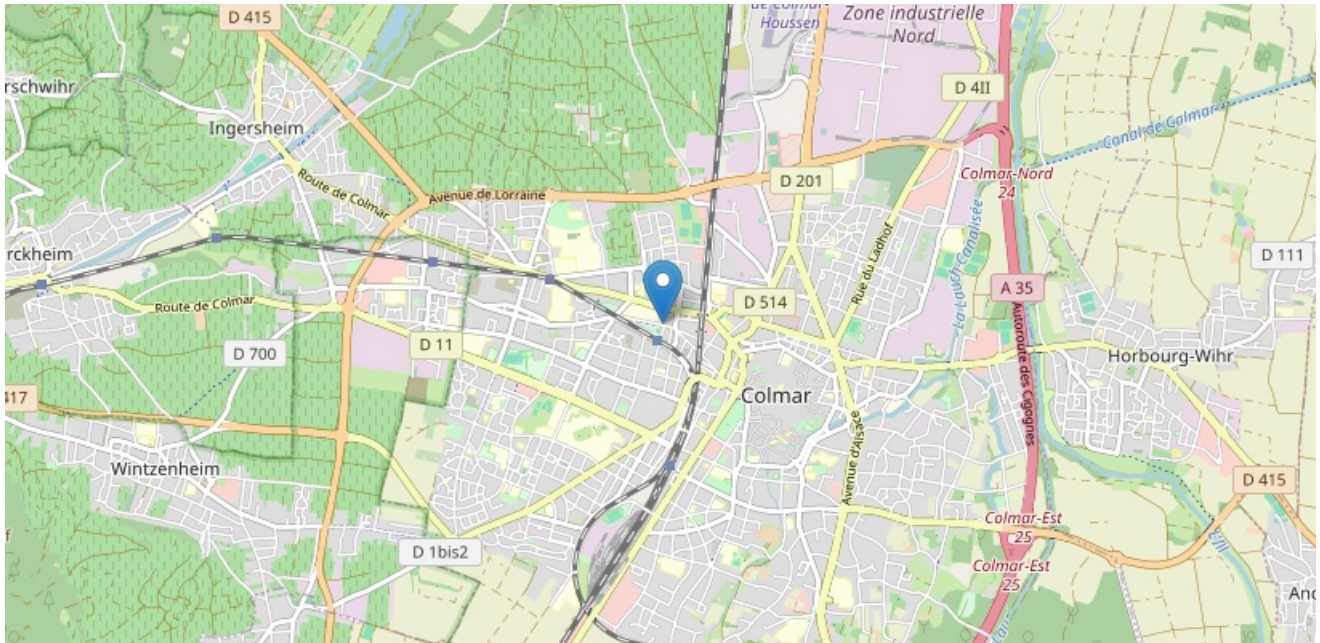 D 415
de Colmar-
Houssen
Zone industrielle
Nord
D 4II
rschwihr
Ingersheim
Canal de Colmar
Route de Colmar
Avenue de Lorraine
D 201
Colmar-Nord
24
La Lauch Canalisée
Rue du Ladhof
rckheim
D 111
A 35
Route de Colmar
D 514
Autoroute des Cigognes
D 700
D 11
Horbourg-Wihr
417
Colmar
Avenue d'Alsace
Wintzenheim
D 415
Colmar-Est
25
L'Ill
D 1bis2
Colmar-Est
25
And